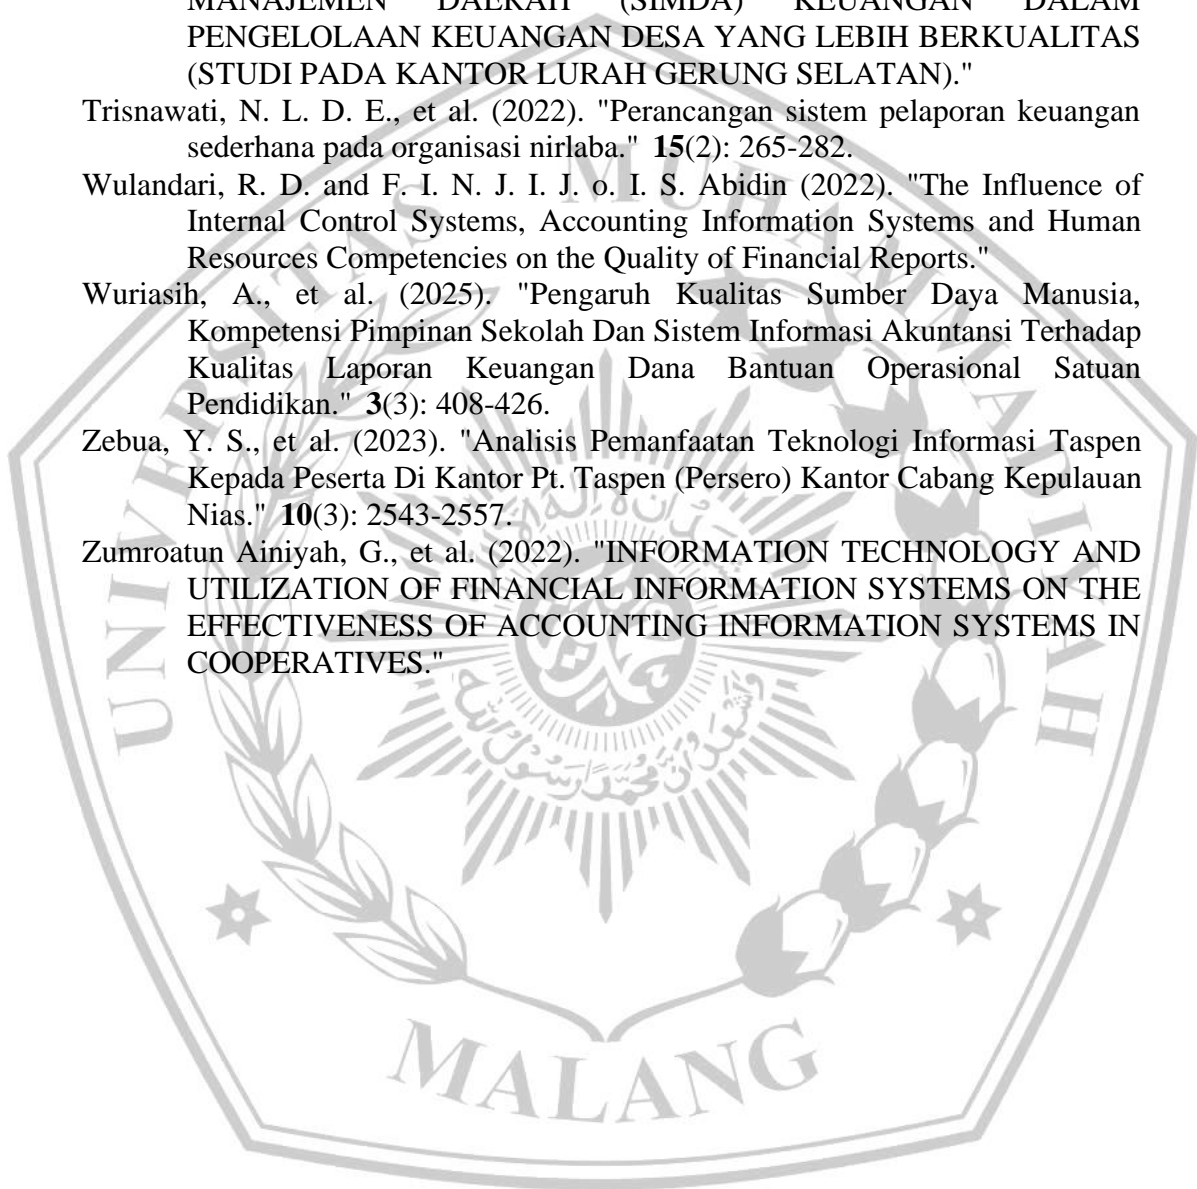 MANAJEMEN DAERAH (SIMDA) KEUANGAN DALAM
PENGELOLAAN KEUANGAN DESA YANG LEBIH BERKUALITAS
(STUDI PADA KANTOR LURAH GERUNG SELATAN)."
Trisnawati, N. L. D. E., et al. (2022). "Perancangan sistem pelaporan keuangan
sederhana pada organisasi nirlaba." 15(2): 265-282.
Wulandari, R. D. and F. I. N. J. I. J. o. I. S. Abidin (2022). "The Influence of
Internal Control Systems, Accounting Information Systems and Human
Resources Competencies on the Quality of Financial Reports."
Wuriasih, A., et al. (2025). "Pengaruh Kualitas Sumber Daya Manusia,
Kompetensi Pimpinan Sekolah Dan Sistem Informasi Akuntansi Terhadap
Kualitas Laporan Keuangan Dana Bantuan Operasional Satuan
Pendidikan." 3(3): 408-426.
Zebua, Y. S., et al. (2023). "Analisis Pemanfaatan Teknologi Informasi Taspen
Kepada Peserta Di Kantor Pt. Taspen (Persero) Kantor Cabang Kepulauan
Nias." 10(3): 2543-2557.
Zumroatun Ainiyah, G., et al. (2022). "INFORMATION TECHNOLOGY AND
UTILIZATION OF FINANCIAL INFORMATION SYSTEMS ON THE
EFFECTIVENESS OF ACCOUNTING INFORMATION SYSTEMS IN
COOPERATIVES."
UNIVERSITAS MUHAMMADIYAH
MALANG